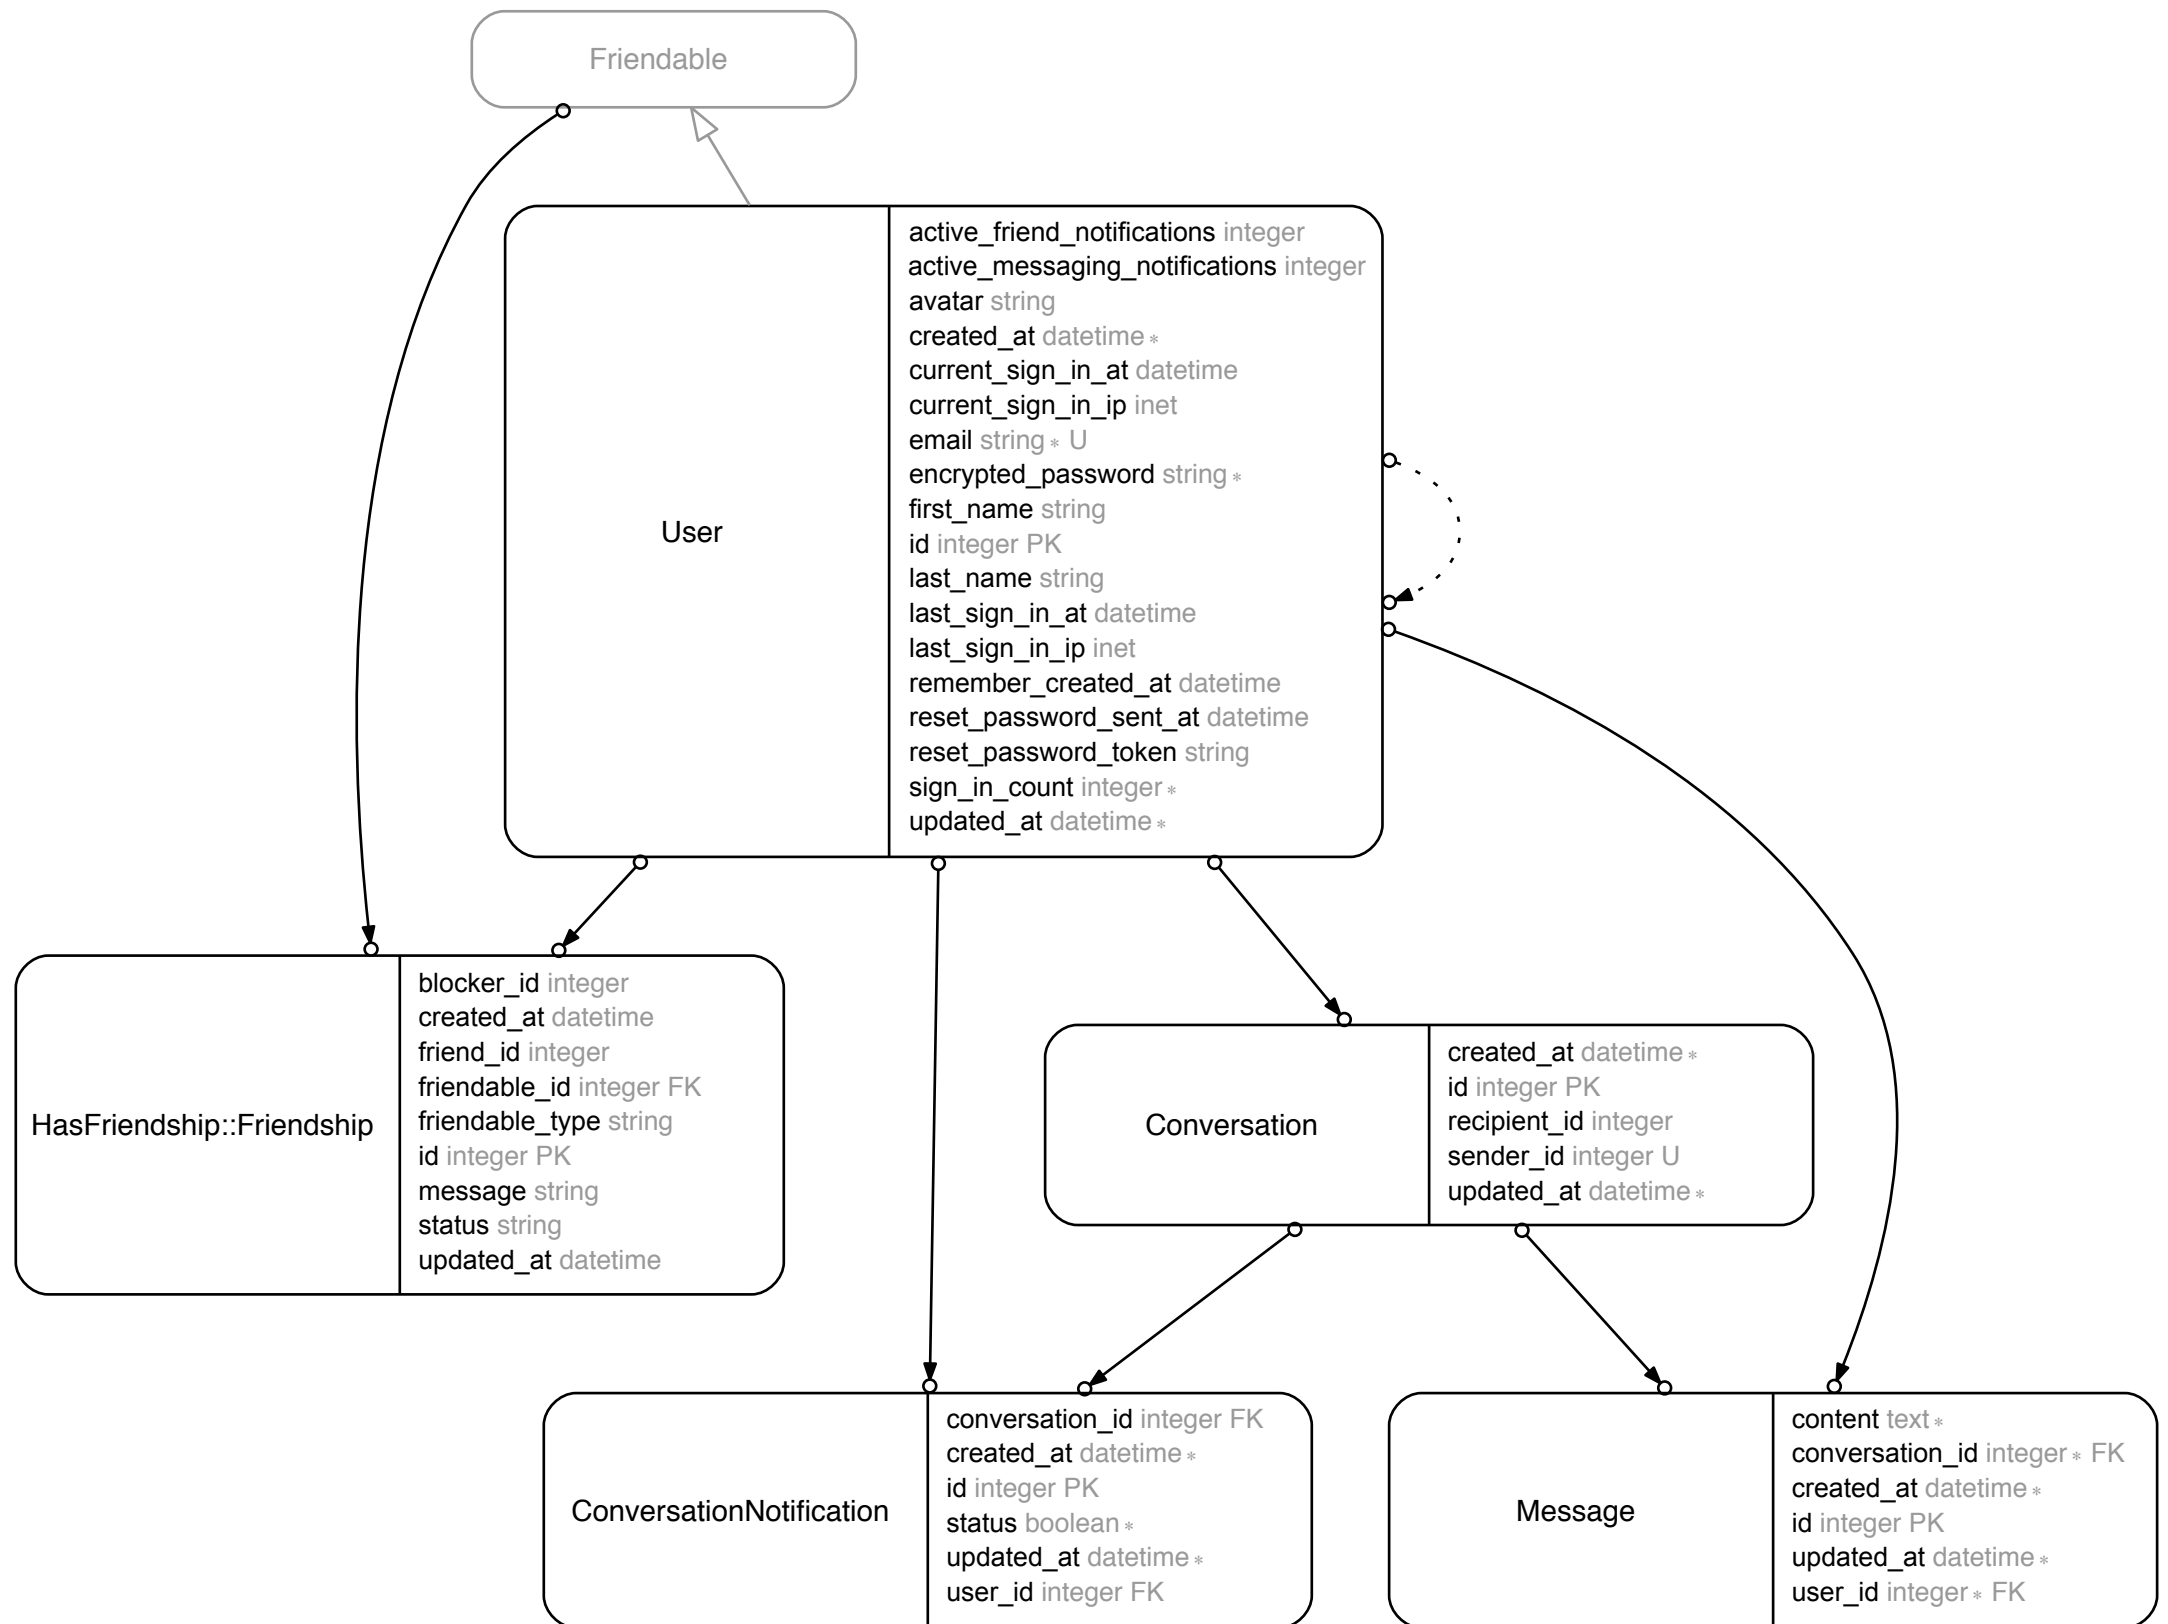 Friendable
User
active_friend_notifications integer
active_messaging_notifications integer
avatar string
created_at datetime *
current_sign_in_at datetime
current_sign_in_ip inet
email string * U
encrypted_password string *
first_name string
id integer PK
last_name string
last_sign_in_at datetime
last_sign_in_ip inet
remember_created_at datetime
reset_password_sent_at datetime
reset_password_token string
sign_in_count integer *
updated_at datetime *
HasFriendship::Friendship
blocker_id integer
created_at datetime
friend_id integer
friendable_id integer FK
friendable_type string
id integer PK
message string
status string
updated_at datetime
Conversation
created_at datetime *
id integer PK
recipient_id integer
sender_id integer U
updated_at datetime *
ConversationNotification
conversation_id integer FK
created_at datetime *
id integer PK
status boolean *
updated_at datetime *
user_id integer FK
Message
content text *
conversation_id integer * FK
created_at datetime *
id integer PK
updated_at datetime *
user_id integer * FK